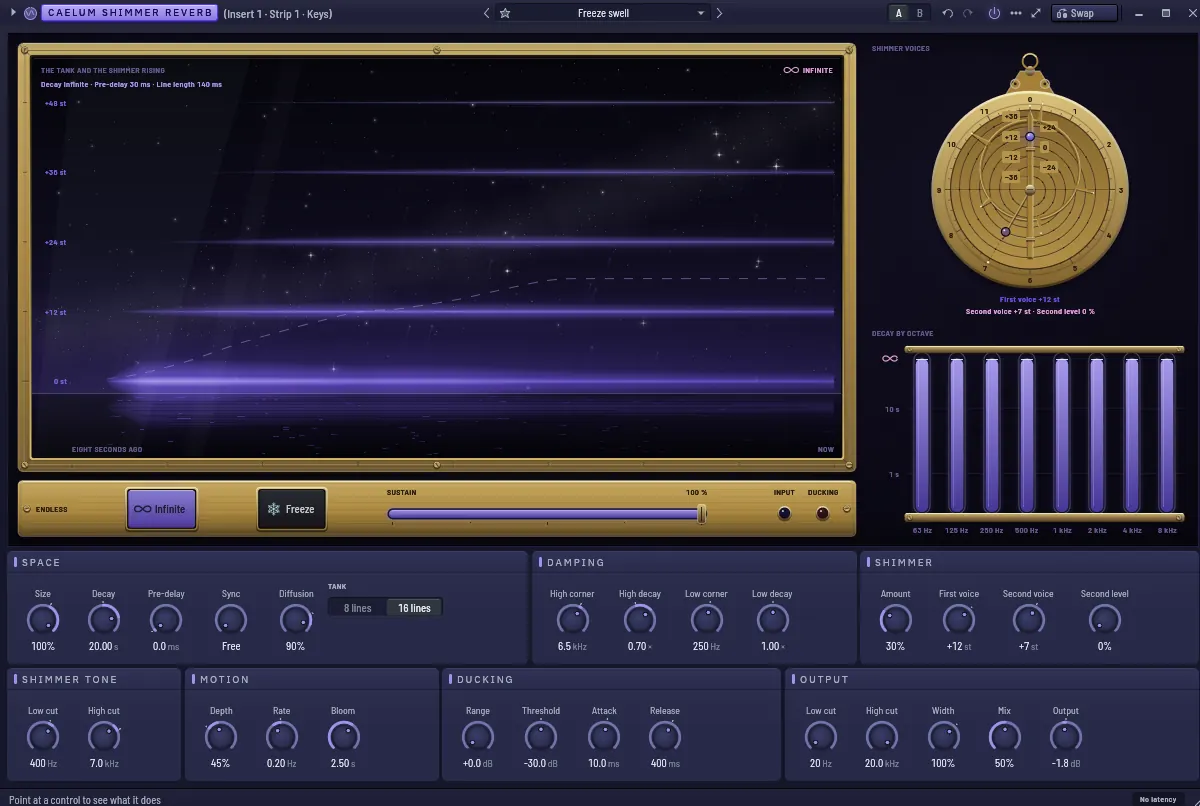 CAELUM SHIMMER REVERB (Insert 1 · Strip 1 · Keys) Freeze swell A B Swap
THE TANK AND THE SHIMMER RISING
Decay Infinite · Pre-delay 30 ms · Line length 140 ms
INFINITE
+48 st
+36 st
+24 st
+12 st
0 st
EIGHT SECONDS AGO NOW
ENDLESS Infinite Freeze SUSTAIN 100 % INPUT DUCKING
SHIMMER VOICES
0
11 1
10 2
9 3
8 4
7 5
6
+36
+24
+12
0
−12
−24
−36
First voice +12 st
Second voice +7 st · Second level 0 %
DECAY BY OCTAVE
10 s
1 s
63 Hz 125 Hz 250 Hz 500 Hz 1 kHz 2 kHz 4 kHz 8 kHz
SPACE
Size Decay Pre-delay Sync Diffusion TANK
8 lines 16 lines
100% 20.00 s 0.0 ms Free 90%
DAMPING
High corner High decay Low corner Low decay
6.5 kHz 0.70 × 250 Hz 1.00 ×
SHIMMER
Amount First voice Second voice Second level
30% +12 st +7 st 0%
SHIMMER TONE
Low cut High cut
400 Hz 7.0 kHz
MOTION
Depth Rate Bloom
45% 0.20 Hz 2.50 s
DUCKING
Range Threshold Attack Release
+0.0 dB -30.0 dB 10.0 ms 400 ms
OUTPUT
Low cut High cut Width Mix Output
20 Hz 20.0 kHz 100% 50% -1.8 dB
Point at a control to see what it does No latency